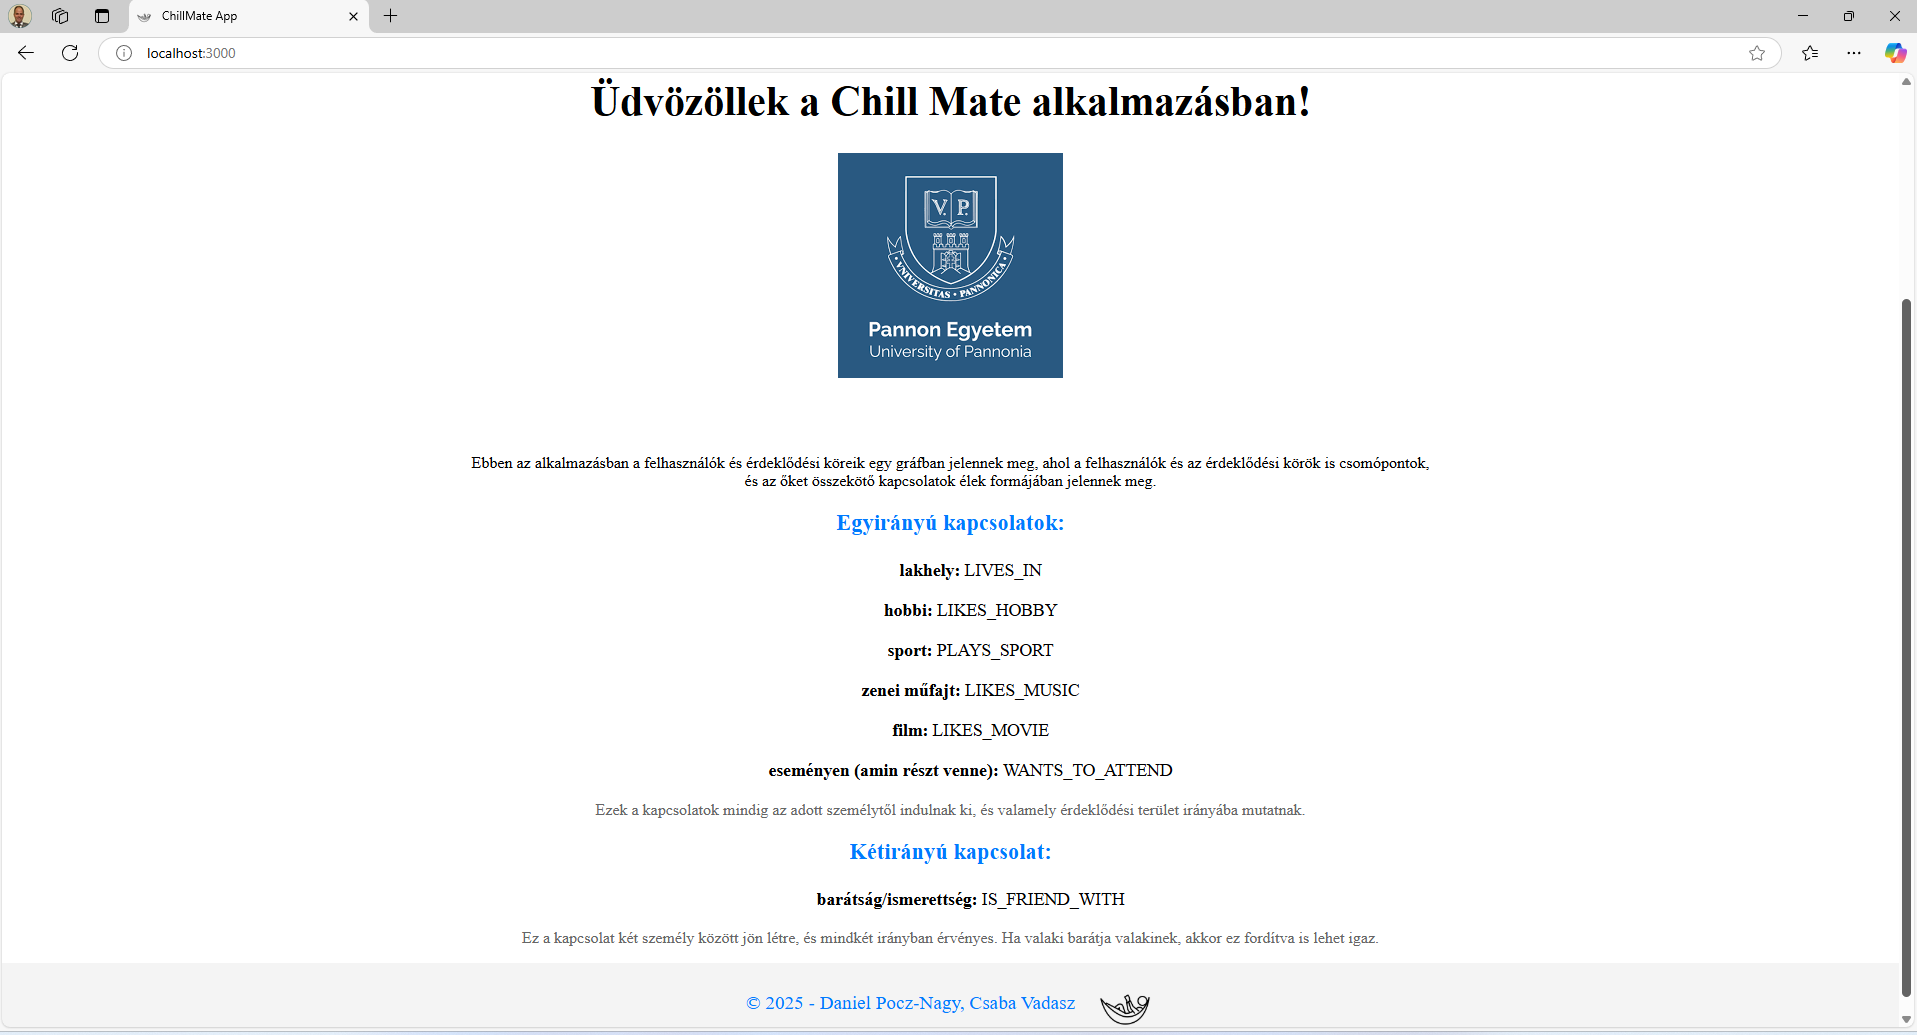 ChillMate App
localhost:3000
Üdvözöllek a Chill Mate alkalmazásban!
V. P.
VNIVERSITAS • PANNONICA
Pannon Egyetem
University of Pannonia
Ebben az alkalmazásban a felhasználók és érdeklődési köreik egy gráfban jelennek meg, ahol a felhasználók és az érdeklődési körök is csomópontok,
és az őket összekötő kapcsolatok élek formájában jelennek meg.
Egyirányú kapcsolatok:
lakhely: LIVES_IN
hobbi: LIKES_HOBBY
sport: PLAYS_SPORT
zenei műfajt: LIKES_MUSIC
film: LIKES_MOVIE
eseményen (amin részt venne): WANTS_TO_ATTEND
Ezek a kapcsolatok mindig az adott személytől indulnak ki, és valamely érdeklődési terület irányába mutatnak.
Kétirányú kapcsolat:
barátság/ismerettség: IS_FRIEND_WITH
Ez a kapcsolat két személy között jön létre, és mindkét irányban érvényes. Ha valaki barátja valakinek, akkor ez fordítva is lehet igaz.
© 2025 - Daniel Pocz-Nagy, Csaba Vadasz